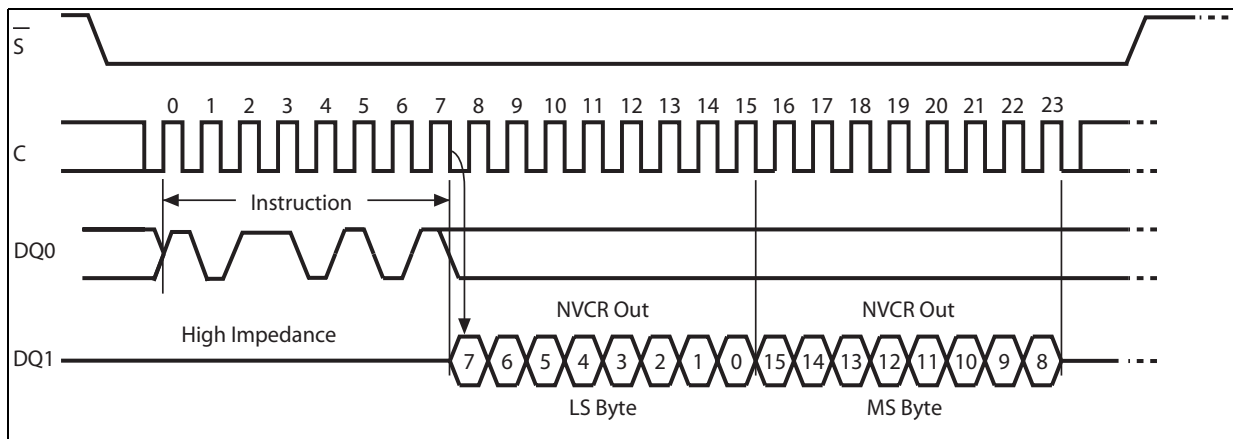 S
0 1 2 3 4 5 6 7 8 9 10 11 12 13 14 15 16 17 18 19 20 21 22 23
C
Instruction
DQ0
High Impedance
NVCR Out NVCR Out
DQ1
7 6 5 4 3 2 1 0 15 14 13 12 11 10 9 8
LS Byte MS Byte